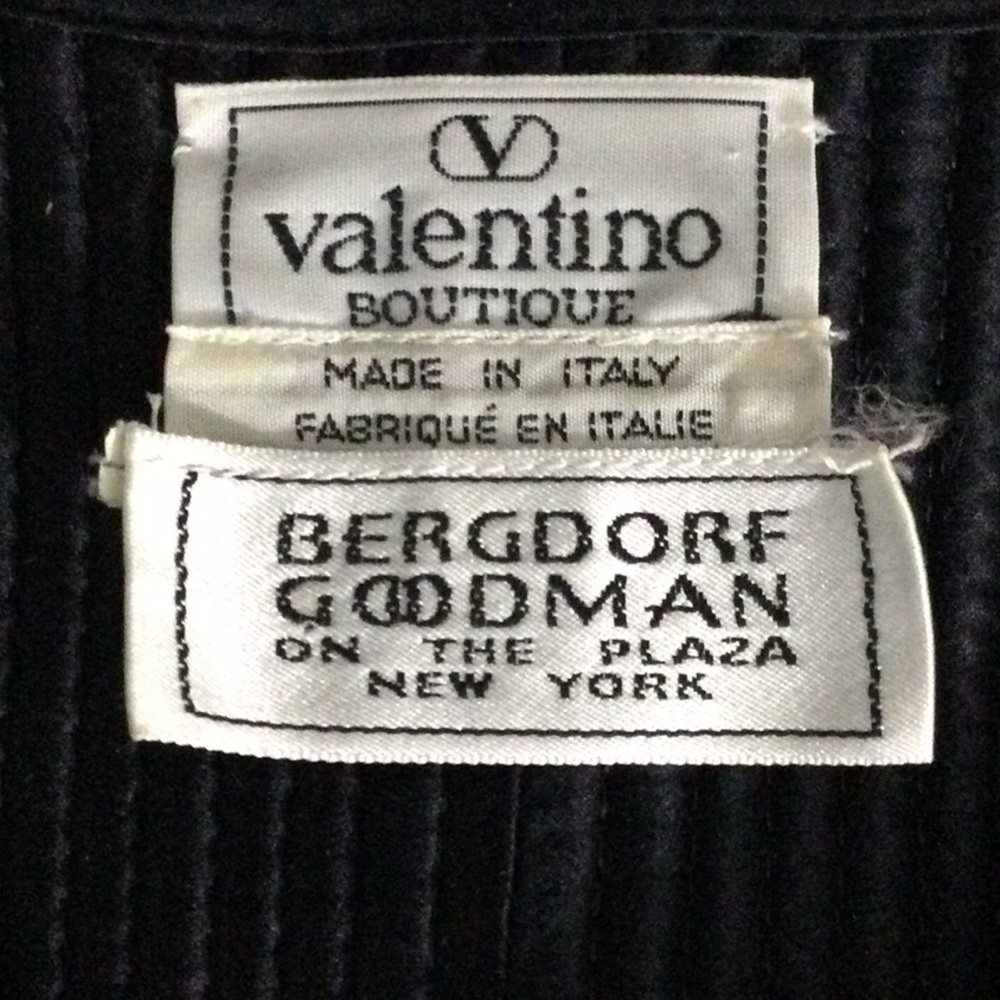 V
valentino
BOUTIQUE
MADE IN ITALY
FABRIQUÉ EN ITALIE
BERGDORF
GOODMAN
ON THE PLAZA
NEW YORK